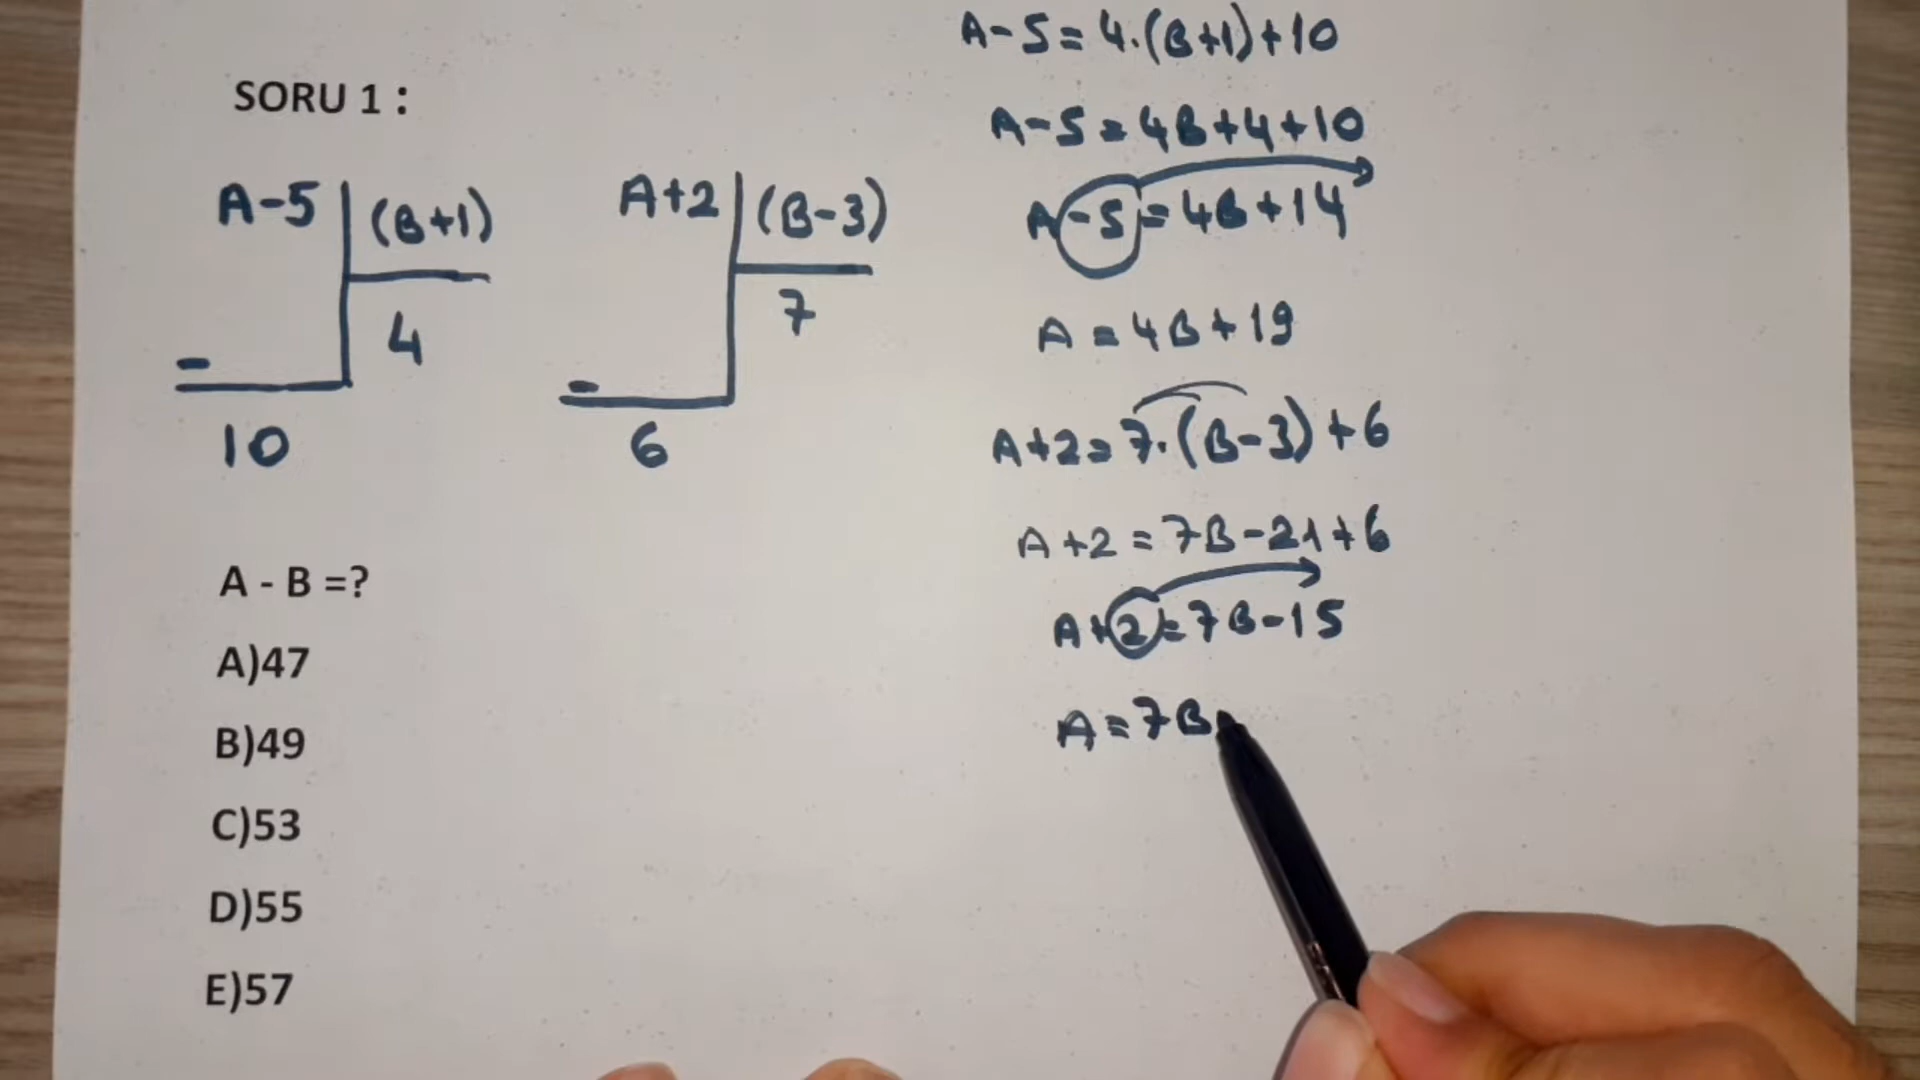 SORU 1 :
A-5 (B+1)
4
-
10
A+2 (B-3)
7
-
6
A - B =?
A)47
B)49
C)53
D)55
E)57
A-5=4.(B+1)+10
A-5=4B+4+10
A-5=4B+14
A=4B+19
A+2=7.(B-3)+6
A+2=7B-21+6
A+2=7B-15
A=7B